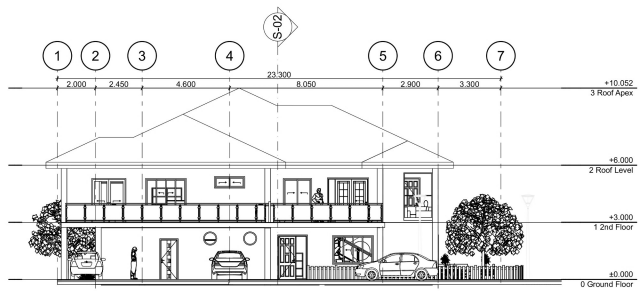 S-02
1 2 3 4 5 6 7
23.300
2.000 2.450 4.600 8.050 2.900 3.300
+10.052
3 Roof Apex
+6.000
2 Roof Level
+3.000
1 2nd Floor
±0.000
0 Ground Floor